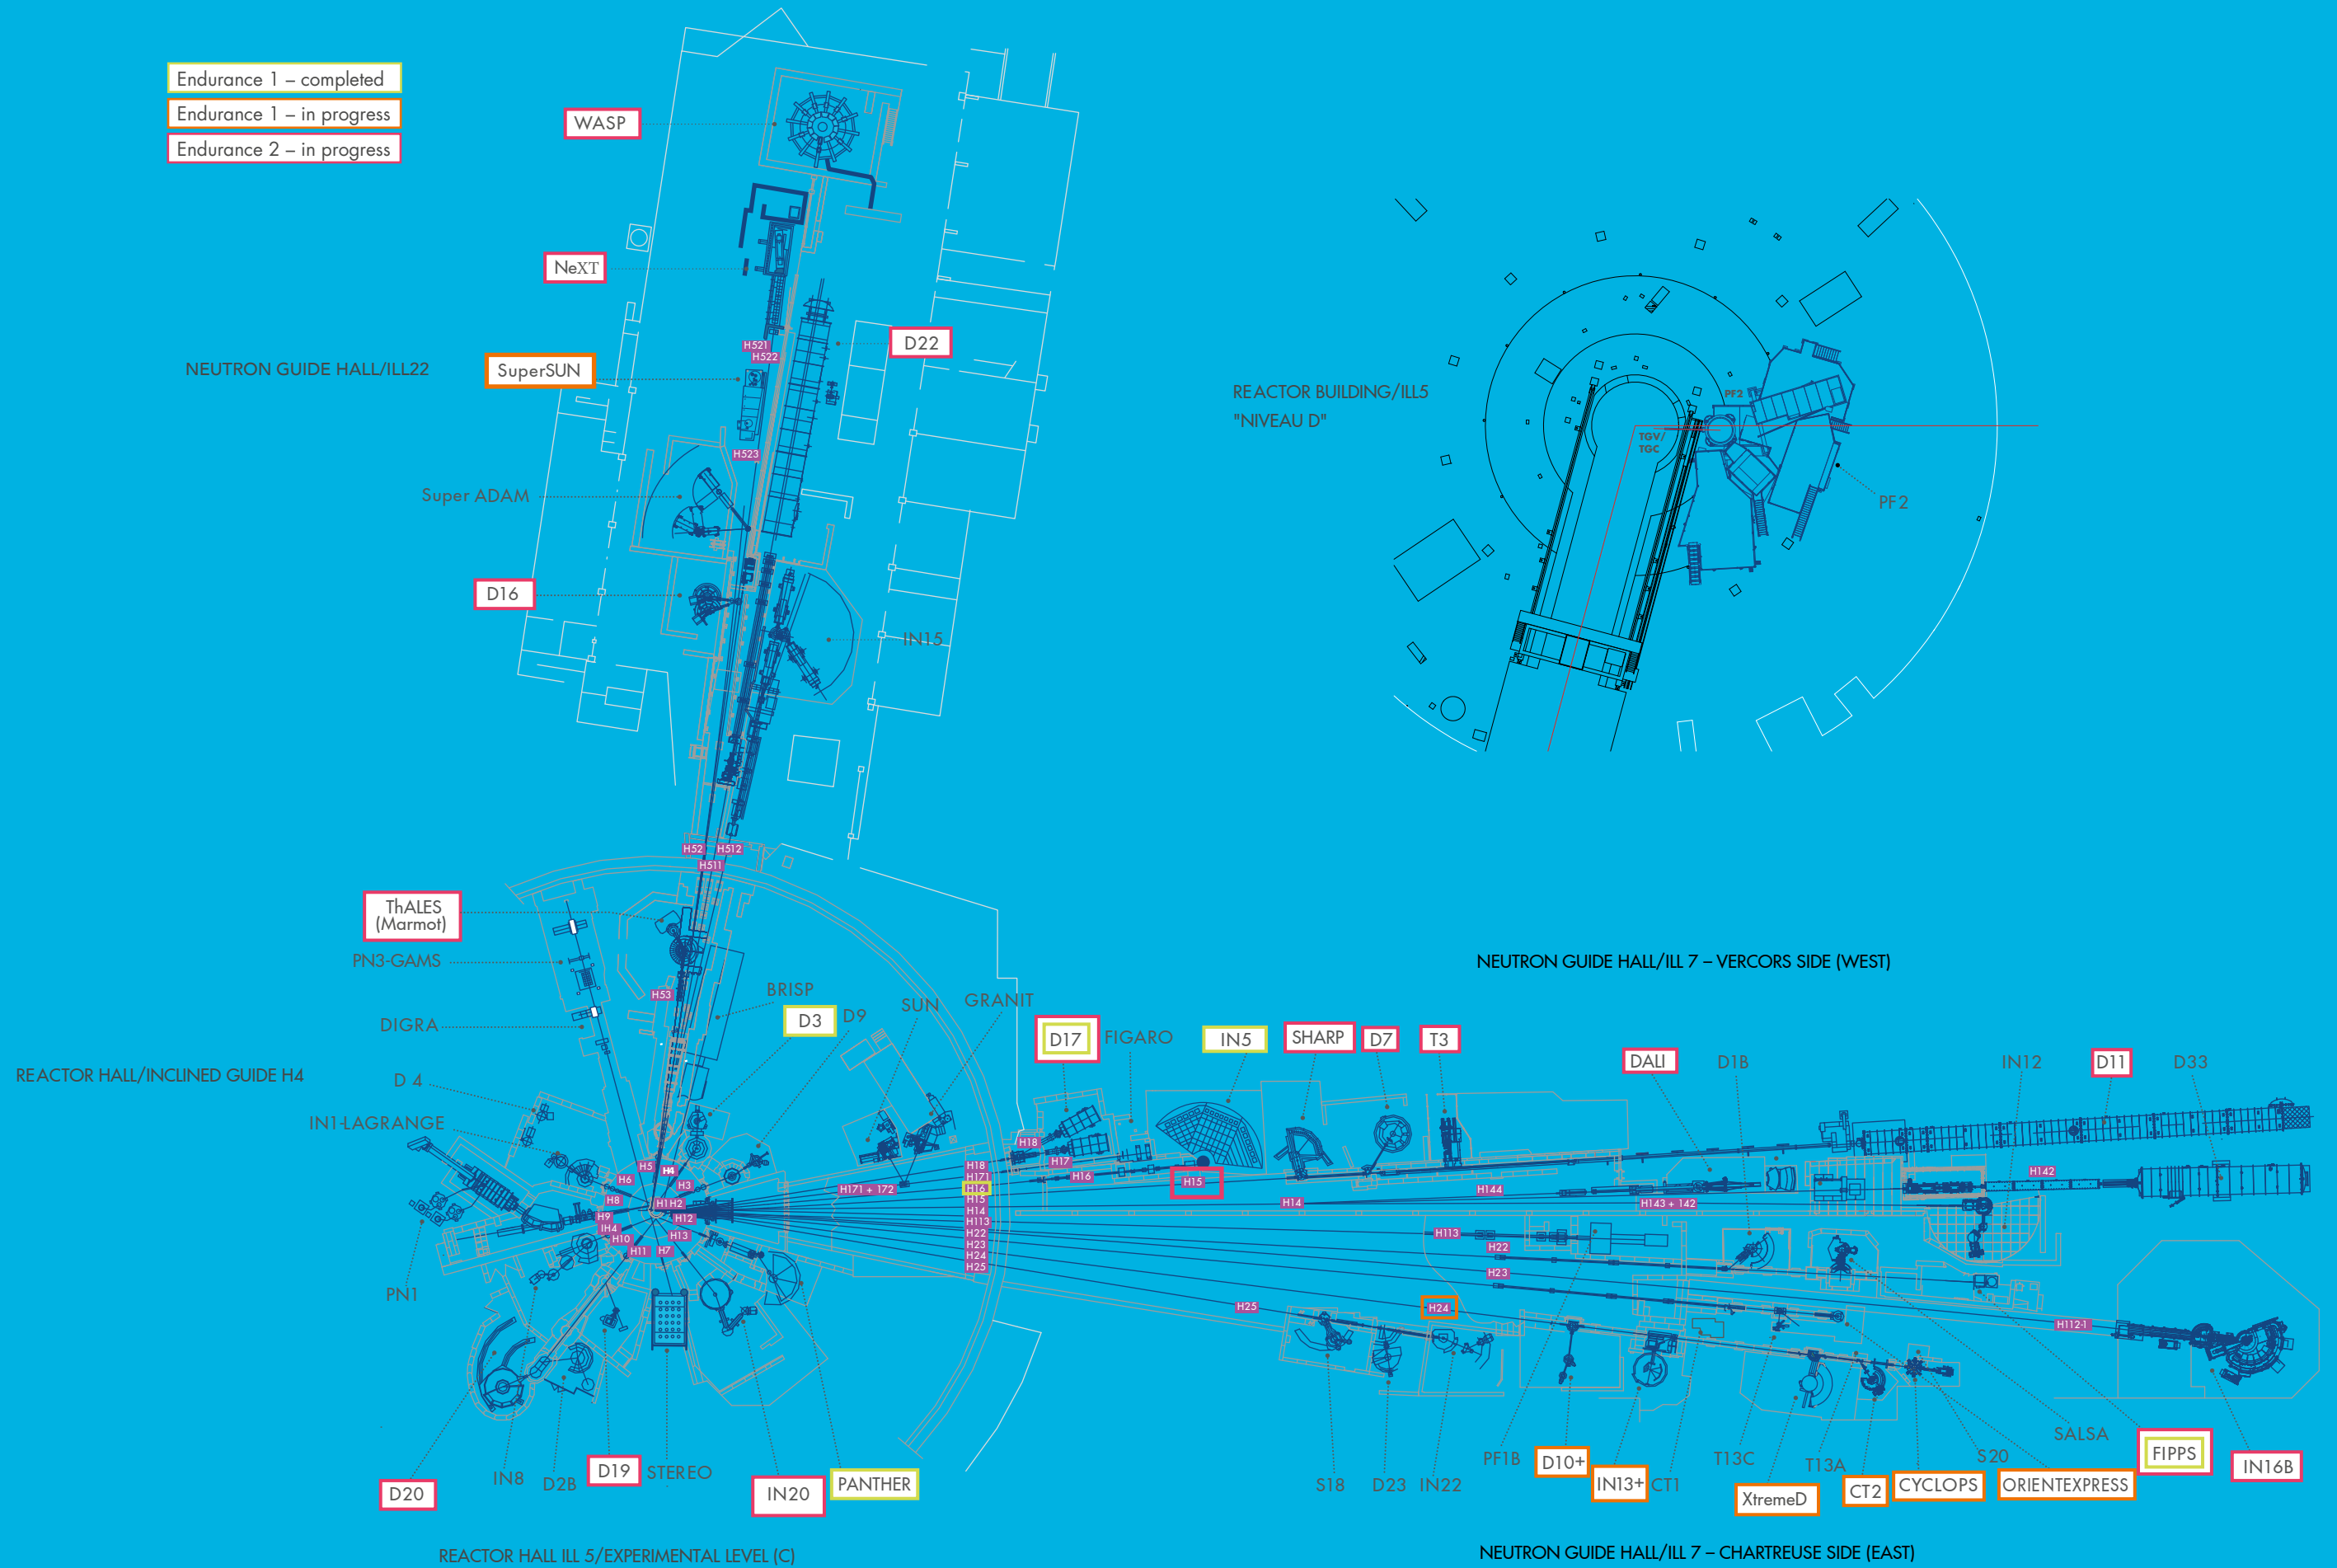 Endurance 1 – completed
Endurance 1 – in progress
Endurance 2 – in progress
WASP
NeXT
D22
H521
H522
NEUTRON GUIDE HALL/ILL22
SuperSUN
H523
Super ADAM
D16
IN15
REACTOR BUILDING/ILL5
"NIVEAU D"
PF2
TGV/
TGC
PF2
H52
H512
H511
ThALES
(Marmot)
PN3-GAMS
H53
BRISP
DIGRA
D3
D9
SUN
GRANIT
NEUTRON GUIDE HALL/ILL 7 – VERCORS SIDE (WEST)
D17
FIGARO
IN5
SHARP
D7
T3
DALI
D1B
IN12
D11
D33
REACTOR HALL/INCLINED GUIDE H4
D 4
IN1-LAGRANGE
H5
H4
H6
H3
H8
H1H2
H9
H12
IH4
H10
H13
H11
H7
H171 + 172
H18
H171
H16
H15
H14
H113
H22
H23
H24
H25
H18
H17
H16
H15
H14
H144
H143 + 142
H142
H113
H22
H23
H24
H25
H112-1
PN1
D20
IN8
D2B
D19
STEREO
IN20
PANTHER
S18
D23
IN22
PF1B
D10+
IN13+
CT1
T13C
XtremeD
T13A
CT2
CYCLOPS
S20
ORIENTEXPRESS
SALSA
FIPPS
IN16B
REACTOR HALL ILL 5/EXPERIMENTAL LEVEL (C)
NEUTRON GUIDE HALL/ILL 7 – CHARTREUSE SIDE (EAST)